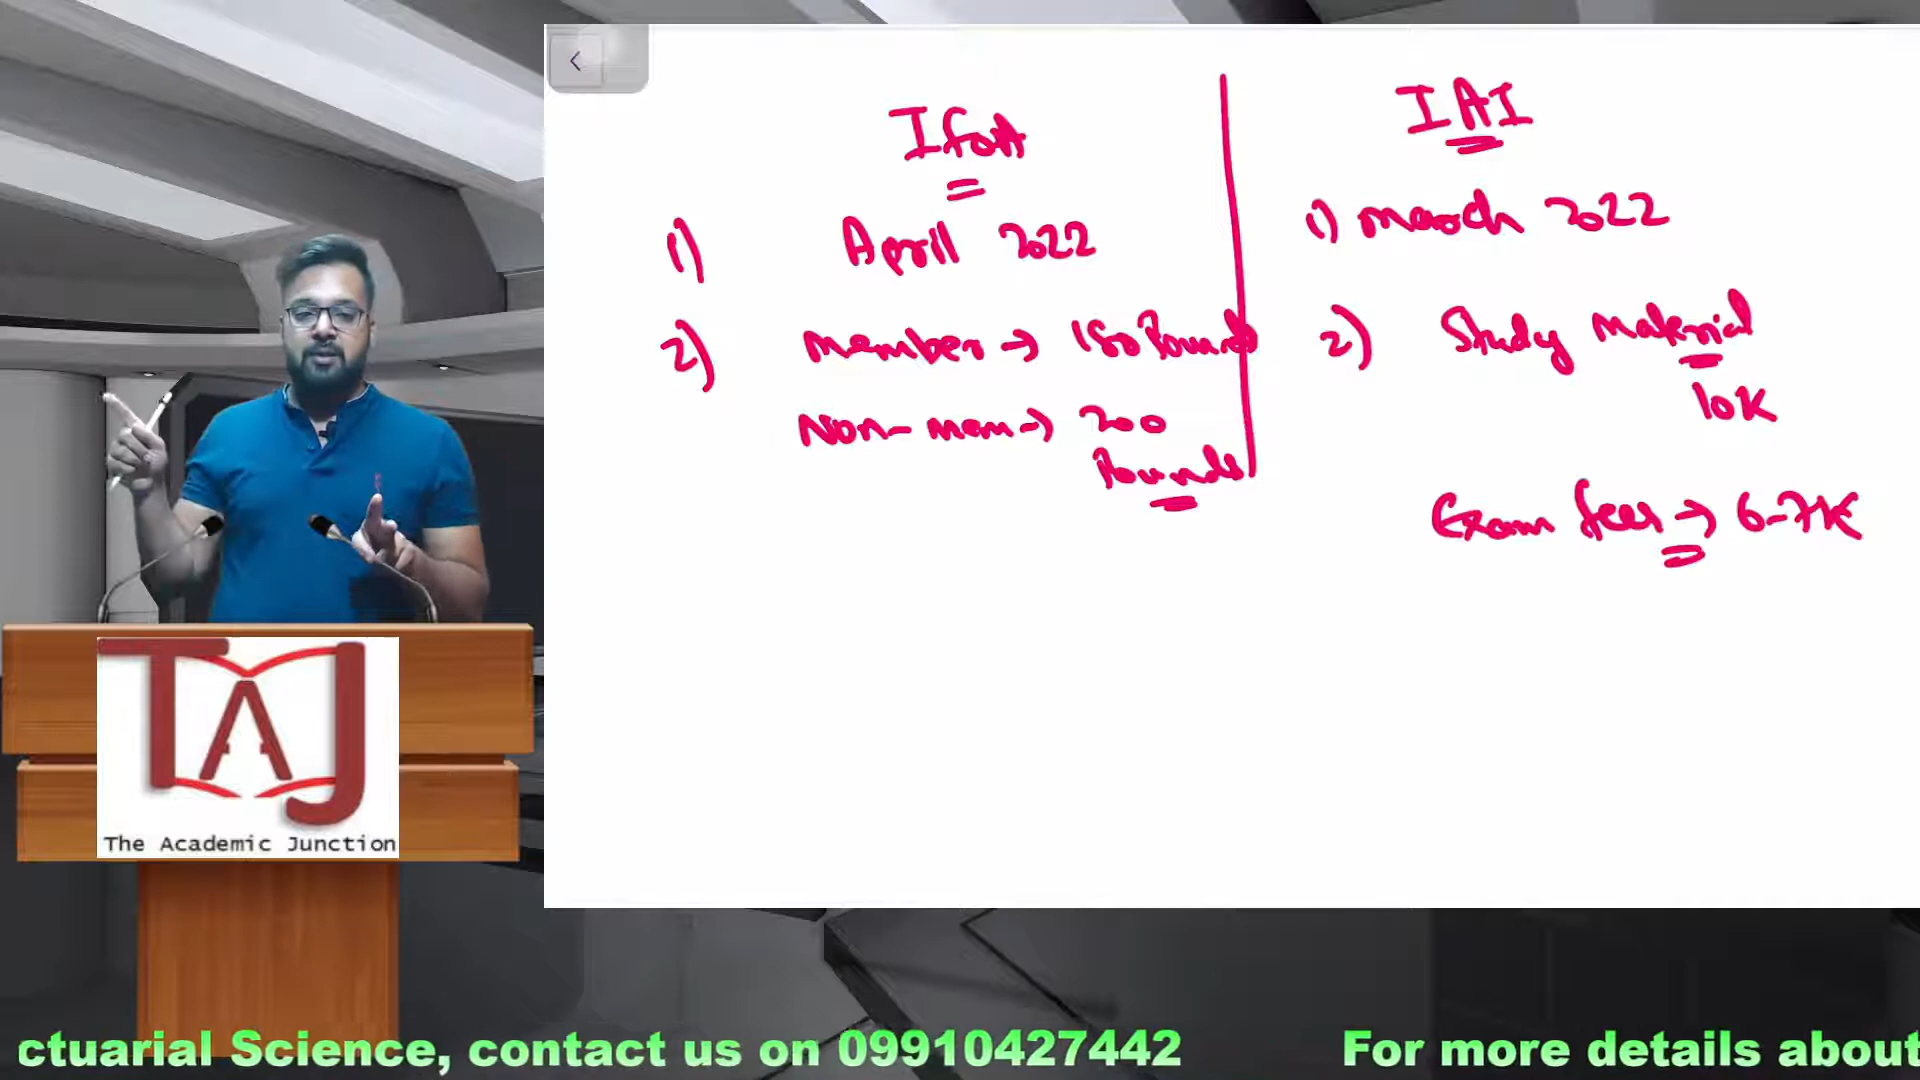 IfoA
1) April 2022
2) Member → 150 Pounds
Non-mem → 200
Pounds
IAI
1) March 2022
2) Study Material
10K
Exam fees → 6-7K
TAJ
The Academic Junction
ctuarial Science, contact us on 09910427442 For more details about